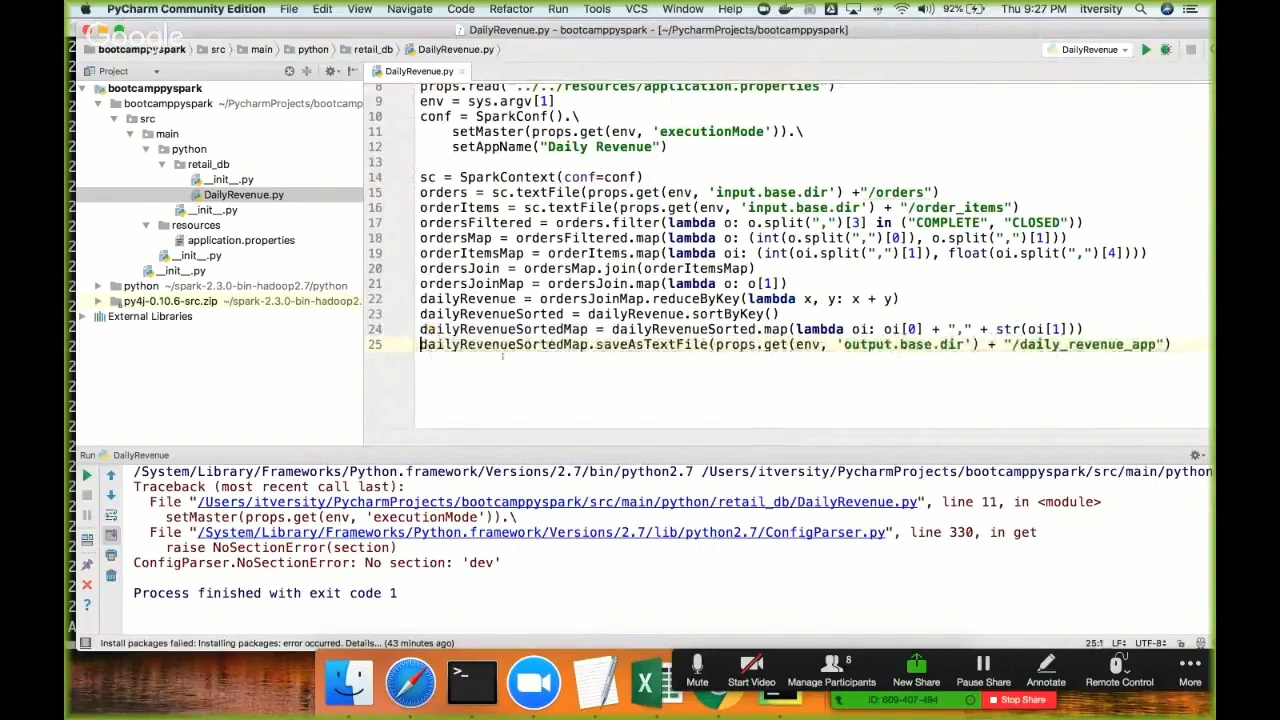 PyCharm Community Edition File Edit View Navigate Code Refactor Run Tools VCS Window Help 92% Thu 9:27 PM itversity
Google
DailyRevenue.py - bootcamppyspark - [~/PycharmProjects/bootcamppyspark]
bootcamppyspark src main python retail_db DailyRevenue.py DailyRevenue
Project DailyRevenue.py
bootcamppyspark
bootcamppyspark ~/PycharmProjects/bootcamp
src
main
python
retail_db
__init__.py
DailyRevenue.py
__init__.py
resources
application.properties
__init__.py
__init__.py
python ~/spark-2.3.0-bin-hadoop2.7/python
py4j-0.10.6-src.zip ~/spark-2.3.0-bin-hadoop2.
External Libraries
8 props.read("../../resources/application.properties")
9 env = sys.argv[1]
10 conf = SparkConf().\
11 setMaster(props.get(env, 'executionMode')).\
12 setAppName("Daily Revenue")
13
14 sc = SparkContext(conf=conf)
15 orders = sc.textFile(props.get(env, 'input.base.dir') +"/orders")
16 orderItems = sc.textFile(props.get(env, 'input.base.dir') + "/order_items")
17 ordersFiltered = orders.filter(lambda o: o.split(",")[3] in ("COMPLETE", "CLOSED"))
18 ordersMap = ordersFiltered.map(lambda o: (int(o.split(",")[0]), o.split(",")[1]))
19 orderItemsMap = orderItems.map(lambda oi: (int(oi.split(",")[1]), float(oi.split(",")[4])))
20 ordersJoin = ordersMap.join(orderItemsMap)
21 ordersJoinMap = ordersJoin.map(lambda o: o[1])
22 dailyRevenue = ordersJoinMap.reduceByKey(lambda x, y: x + y)
23 dailyRevenueSorted = dailyRevenue.sortByKey()
24 dailyRevenueSortedMap = dailyRevenueSorted.map(lambda oi: oi[0] + "," + str(oi[1]))
25 dailyRevenueSortedMap.saveAsTextFile(props.get(env, 'output.base.dir') + "/daily_revenue_app")
Run DailyRevenue
/System/Library/Frameworks/Python.framework/Versions/2.7/bin/python2.7 /Users/itversity/PycharmProjects/bootcamppyspark/src/main/python
Traceback (most recent call last):
File "/Users/itversity/PycharmProjects/bootcamppyspark/src/main/python/retail_db/DailyRevenue.py", line 11, in <module>
setMaster(props.get(env, 'executionMode')).\
File "/System/Library/Frameworks/Python.framework/Versions/2.7/lib/python2.7/ConfigParser.py", line 330, in get
raise NoSectionError(section)
ConfigParser.NoSectionError: No section: 'dev'
Process finished with exit code 1
Install packages failed: Installing packages: error occurred. Details... (43 minutes ago) 25:1 LF UTF-8
8
Mute Start Video Manage Participants New Share Pause Share Annotate Remote Control More
ID: 609-407-494 Stop Share